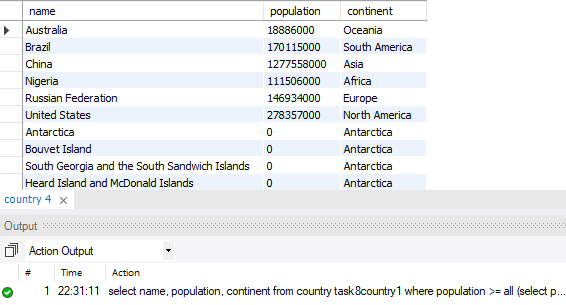 name population continent
Australia 18886000 Oceania
Brazil 170115000 South America
China 1277558000 Asia
Nigeria 111506000 Africa
Russian Federation 146934000 Europe
United States 278357000 North America
Antarctica 0 Antarctica
Bouvet Island 0 Antarctica
South Georgia and the South Sandwich Islands 0 Antarctica
Heard Island and McDonald Islands 0 Antarctica
country 4
Output
Action Output
# Time Action
1 22:31:11 select name, population, continent from country task8country1 where population >= all (select p...